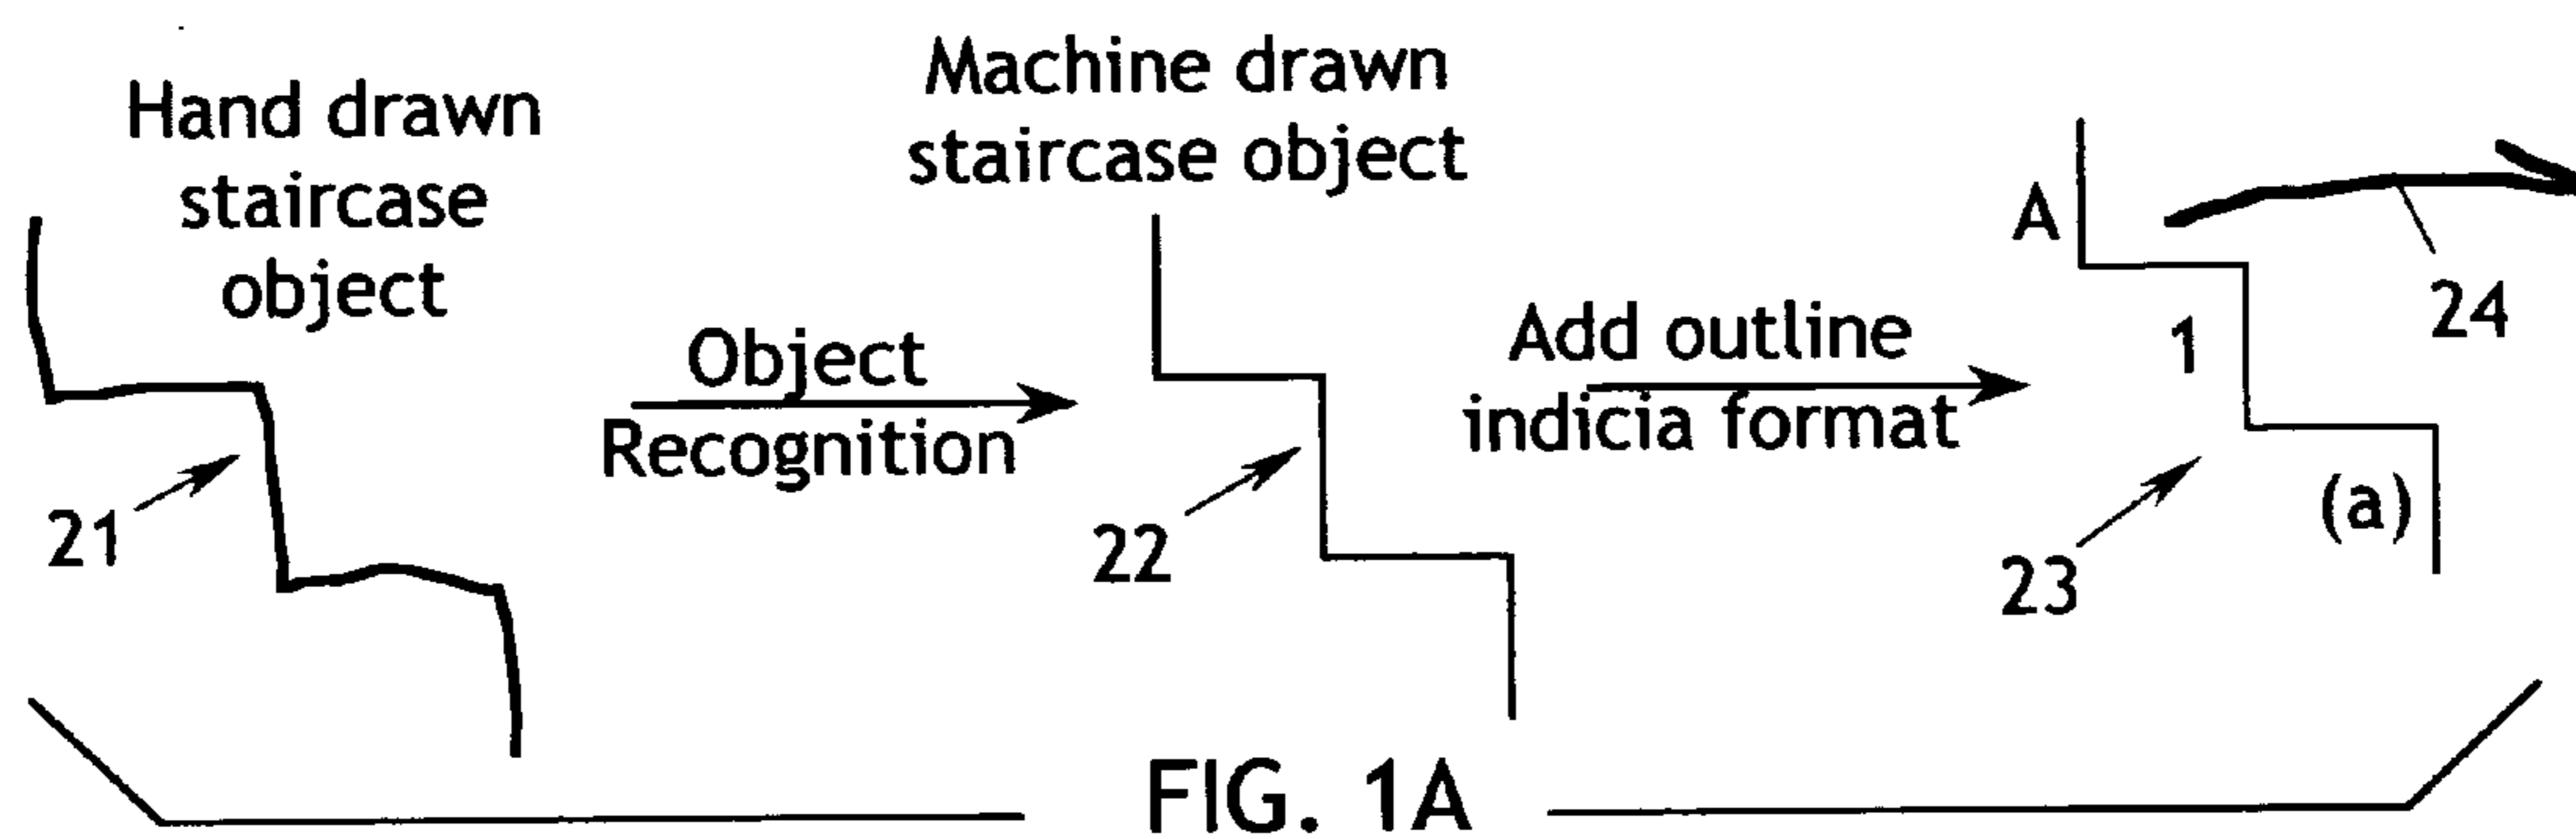 Hand drawn
staircase
object
21
Object
Recognition
Machine drawn
staircase object
22
Add outline
indicia format
A
1
(a)
23
24
FIG. 1A